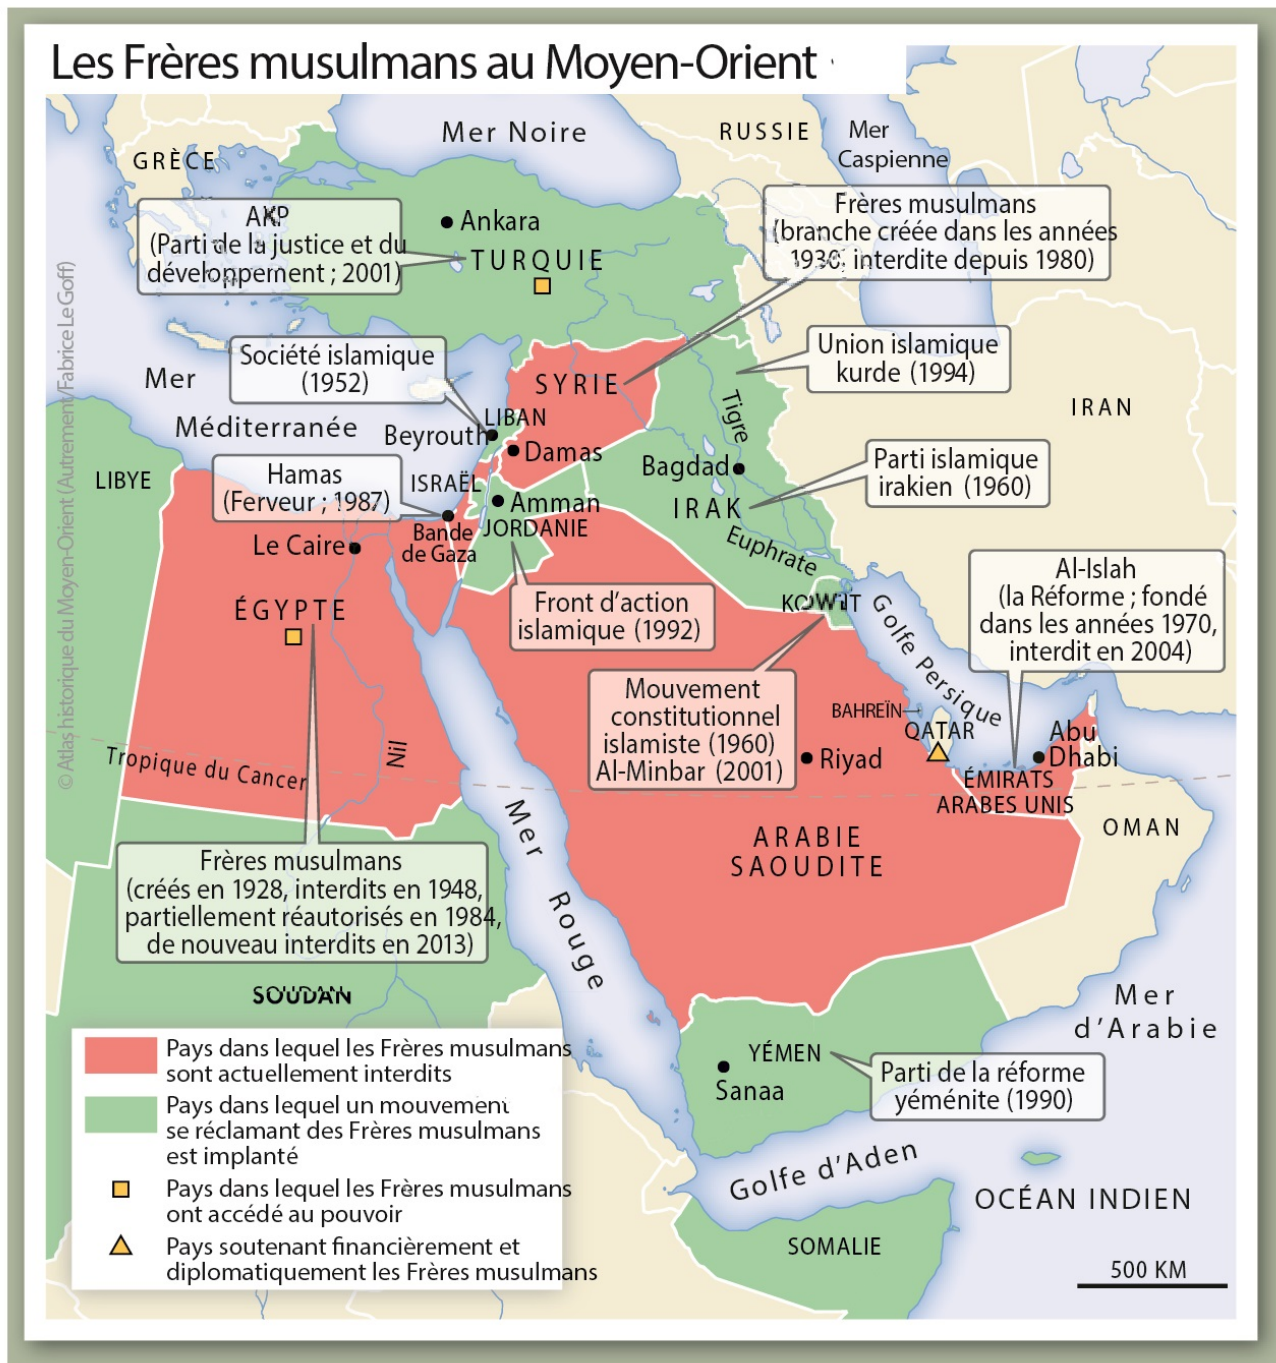 Les Frères musulmans au Moyen-Orient
Mer Noire
RUSSIE
Mer
Caspienne
GRÈCE
AKP
(Parti de la justice et du
développement ; 2001)
Ankara
TURQUIE
Frères musulmans
(branche créée dans les années
1930, interdite depuis 1980)
Société islamique
(1952)
Union islamique
kurde (1994)
Mer
Méditerranée
SYRIE
Tigre
IRAN
LIBAN
Beyrouth
Damas
Bagdad
IRAK
Euphrate
Parti islamique
irakien (1960)
LIBYE
Hamas
(Ferveur ; 1987)
ISRAËL
Amman
JORDANIE
Bande
de Gaza
Le Caire
ÉGYPTE
Front d'action
islamique (1992)
KOWEÏT
Golfe Persique
Al-Islah
(la Réforme ; fondé
dans les années 1970,
interdit en 2004)
Mouvement
constitutionnel
islamiste (1960)
Al-Minbar (2001)
BAHREÏN
QATAR
Abu
Dhabi
Riyad
ÉMIRATS
ARABES UNIS
Nil
Tropique du Cancer
Mer Rouge
ARABIE
SAOUDITE
OMAN
Frères musulmans
(créés en 1928, interdits en 1948,
partiellement réautorisés en 1984,
de nouveau interdits en 2013)
SOUDAN
Mer
d'Arabie
YÉMEN
Sanaa
Parti de la réforme
yéménite (1990)
Golfe d'Aden
OCÉAN INDIEN
SOMALIE
500 KM
Pays dans lequel les Frères musulmans
sont actuellement interdits
Pays dans lequel un mouvement
se réclamant des Frères musulmans
est implanté
Pays dans lequel les Frères musulmans
ont accédé au pouvoir
Pays soutenant financièrement et
diplomatiquement les Frères musulmans
© Atlas historique du Moyen-Orient (Autrement/Fabrice Le Goff)